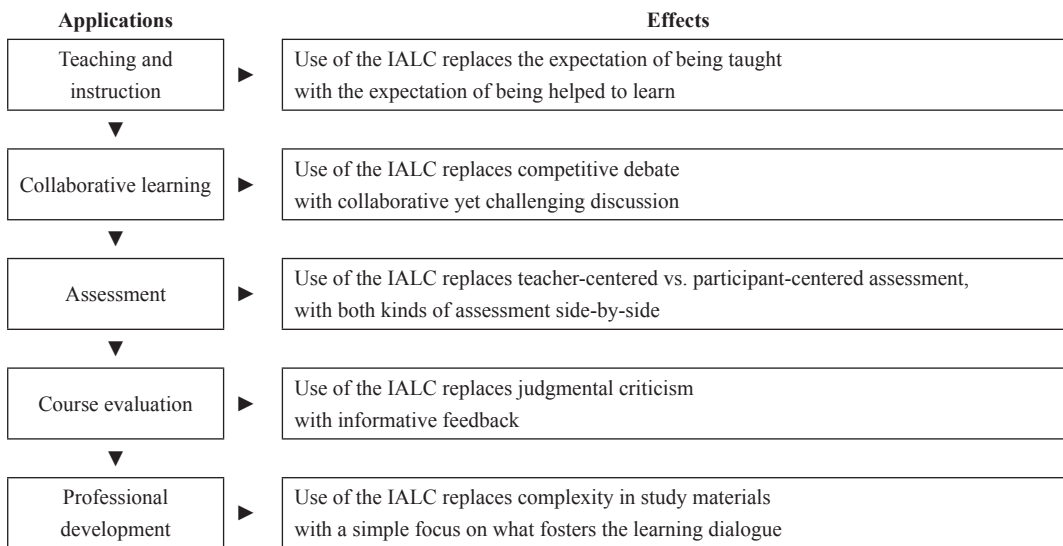 Applications
Effects
Teaching and
instruction
►
Use of the IALC replaces the expectation of being taught
with the expectation of being helped to learn
▼
Collaborative learning
►
Use of the IALC replaces competitive debate
with collaborative yet challenging discussion
▼
Assessment
►
Use of the IALC replaces teacher-centered vs. participant-centered assessment,
with both kinds of assessment side-by-side
▼
Course evaluation
►
Use of the IALC replaces judgmental criticism
with informative feedback
▼
Professional
development
►
Use of the IALC replaces complexity in study materials
with a simple focus on what fosters the learning dialogue